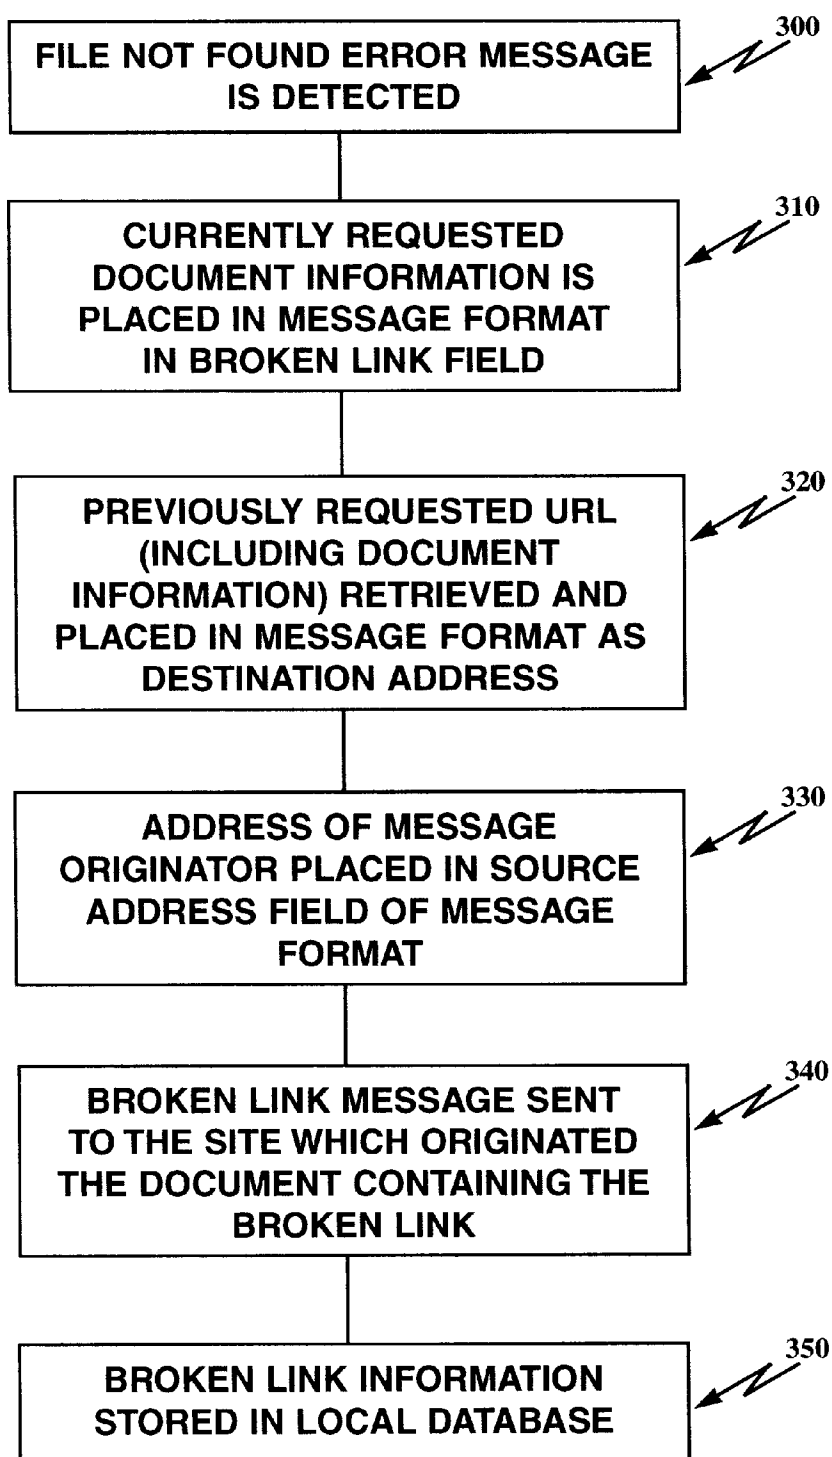 300
FILE NOT FOUND ERROR MESSAGE
IS DETECTED
310
CURRENTLY REQUESTED
DOCUMENT INFORMATION IS
PLACED IN MESSAGE FORMAT
IN BROKEN LINK FIELD
320
PREVIOUSLY REQUESTED URL
(INCLUDING DOCUMENT
INFORMATION) RETRIEVED AND
PLACED IN MESSAGE FORMAT AS
DESTINATION ADDRESS
330
ADDRESS OF MESSAGE
ORIGINATOR PLACED IN SOURCE
ADDRESS FIELD OF MESSAGE
FORMAT
340
BROKEN LINK MESSAGE SENT
TO THE SITE WHICH ORIGINATED
THE DOCUMENT CONTAINING THE
BROKEN LINK
350
BROKEN LINK INFORMATION
STORED IN LOCAL DATABASE